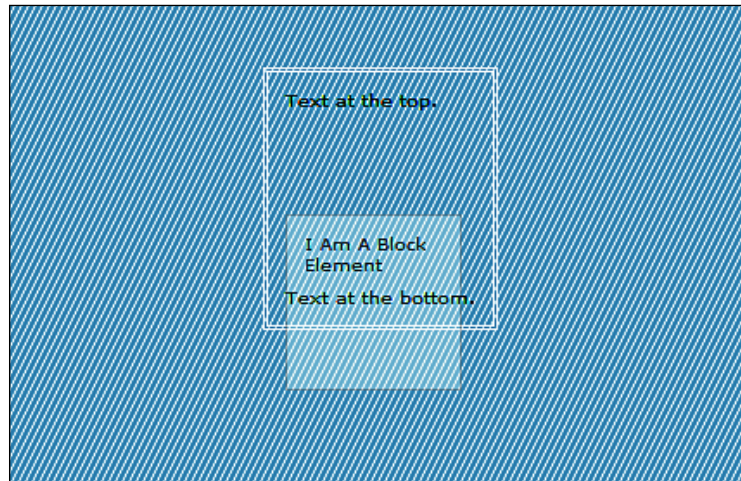 Text at the top.
I Am A Block
Element
Text at the bottom.